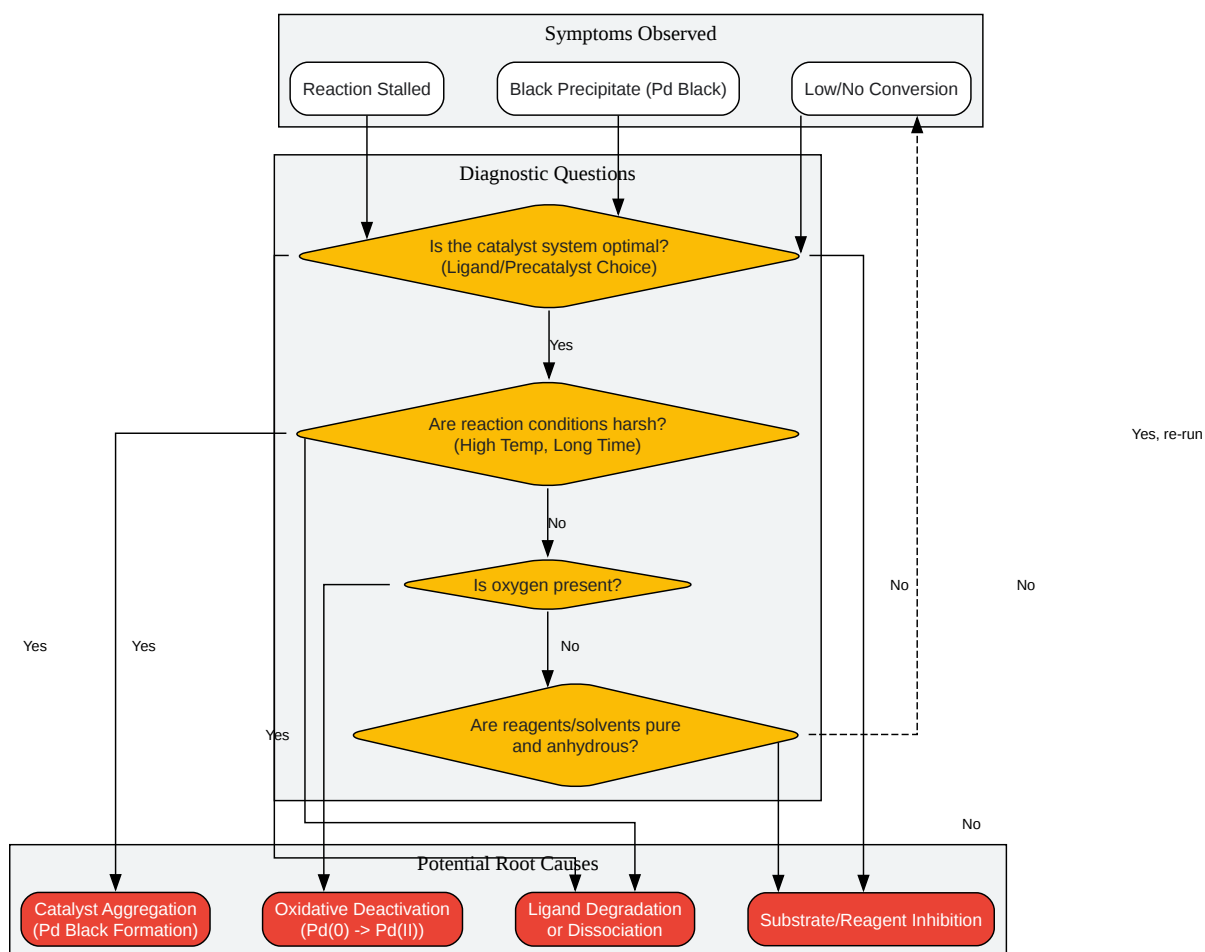 Symptoms Observed
Reaction Stalled
Black Precipitate (Pd Black)
Low/No Conversion
Diagnostic Questions
Is the catalyst system optimal?
(Ligand/Precatalyst Choice)
Yes
Are reaction conditions harsh?
(High Temp, Long Time)
Yes, re-run
No
Is oxygen present?
No
No
Yes
Yes
No
Are reagents/solvents pure
and anhydrous?
Yes
No
Potential Root Causes
Catalyst Aggregation
(Pd Black Formation)
Oxidative Deactivation
(Pd(0) -> Pd(II))
Ligand Degradation
or Dissociation
Substrate/Reagent Inhibition